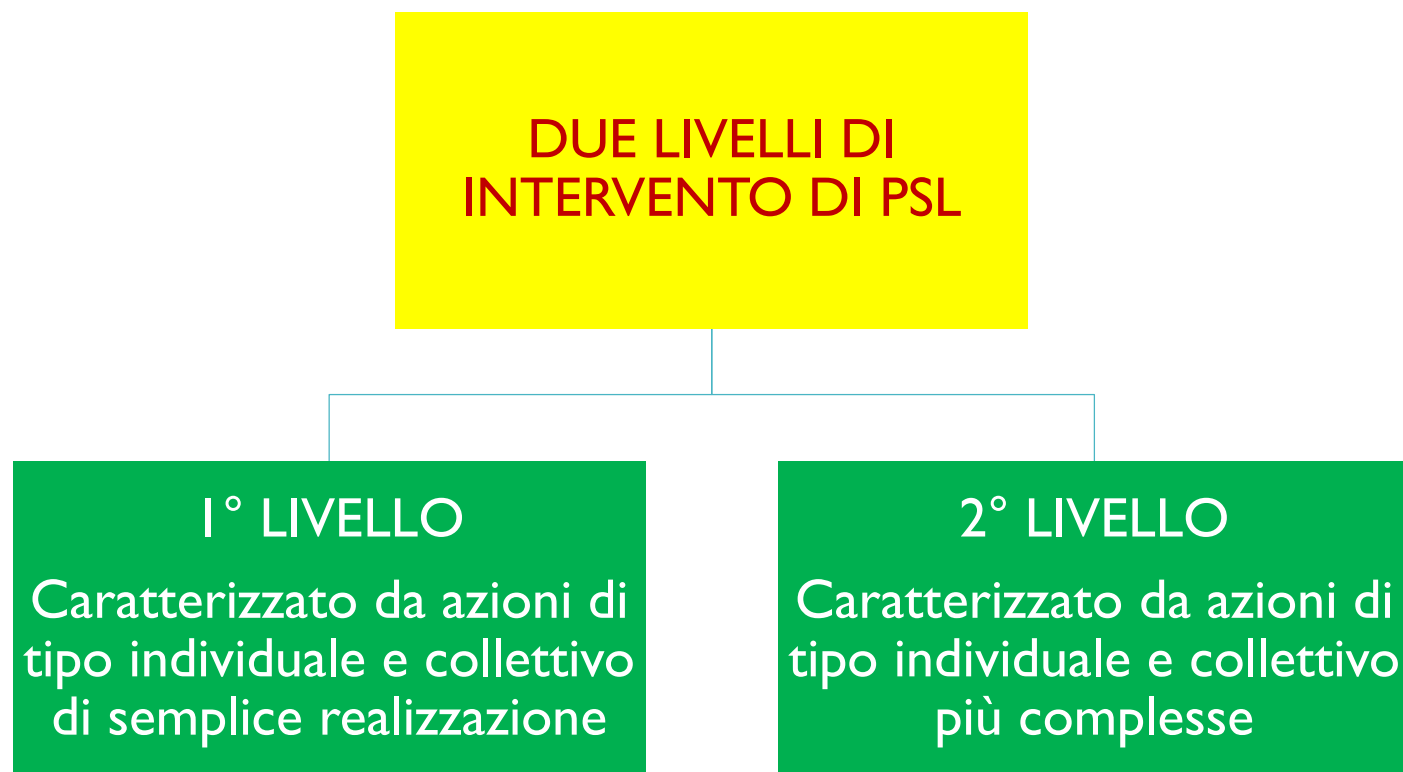 DUE LIVELLI DI
INTERVENTO DI PSL
1° LIVELLO
Caratterizzato da azioni di
tipo individuale e collettivo
di semplice realizzazione
2° LIVELLO
Caratterizzato da azioni di
tipo individuale e collettivo
più complesse